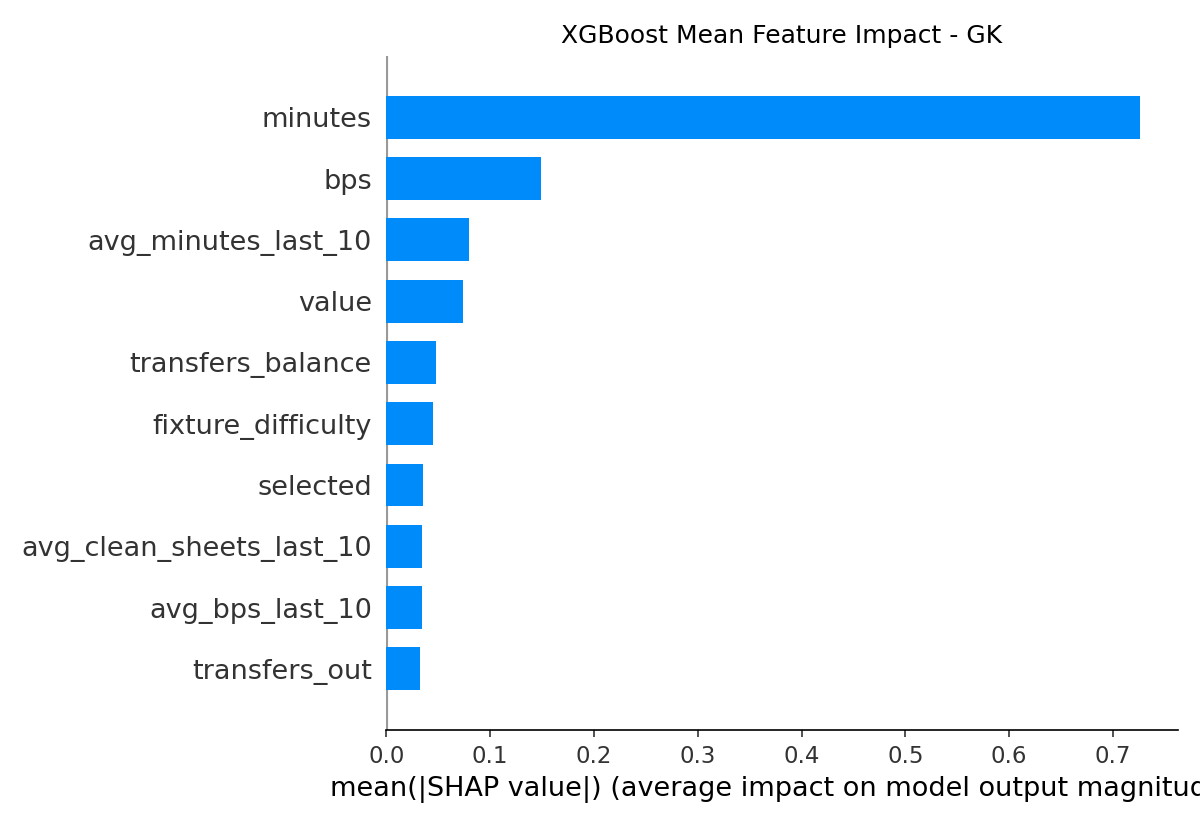 XGBoost Mean Feature Impact - GK
minutes
bps
avg_minutes_last_10
value
transfers_balance
fixture_difficulty
selected
avg_clean_sheets_last_10
avg_bps_last_10
transfers_out
0.0 0.1 0.2 0.3 0.4 0.5 0.6 0.7
mean(|SHAP value|) (average impact on model output magnitud